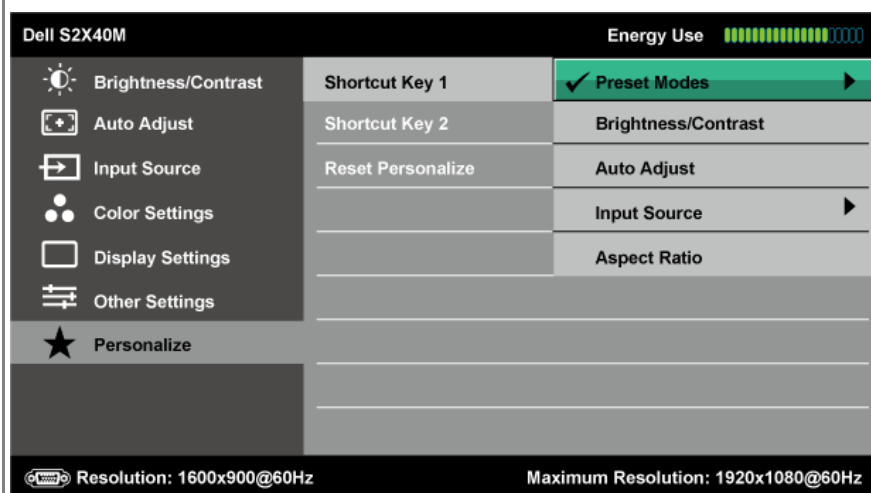 Dell S2X40M Energy Use
Brightness/Contrast Shortcut Key 1 Preset Modes
Auto Adjust Shortcut Key 2 Brightness/Contrast
Input Source Reset Personalize Auto Adjust
Color Settings Input Source
Display Settings Aspect Ratio
Other Settings
Personalize
Resolution: 1600x900@60Hz Maximum Resolution: 1920x1080@60Hz